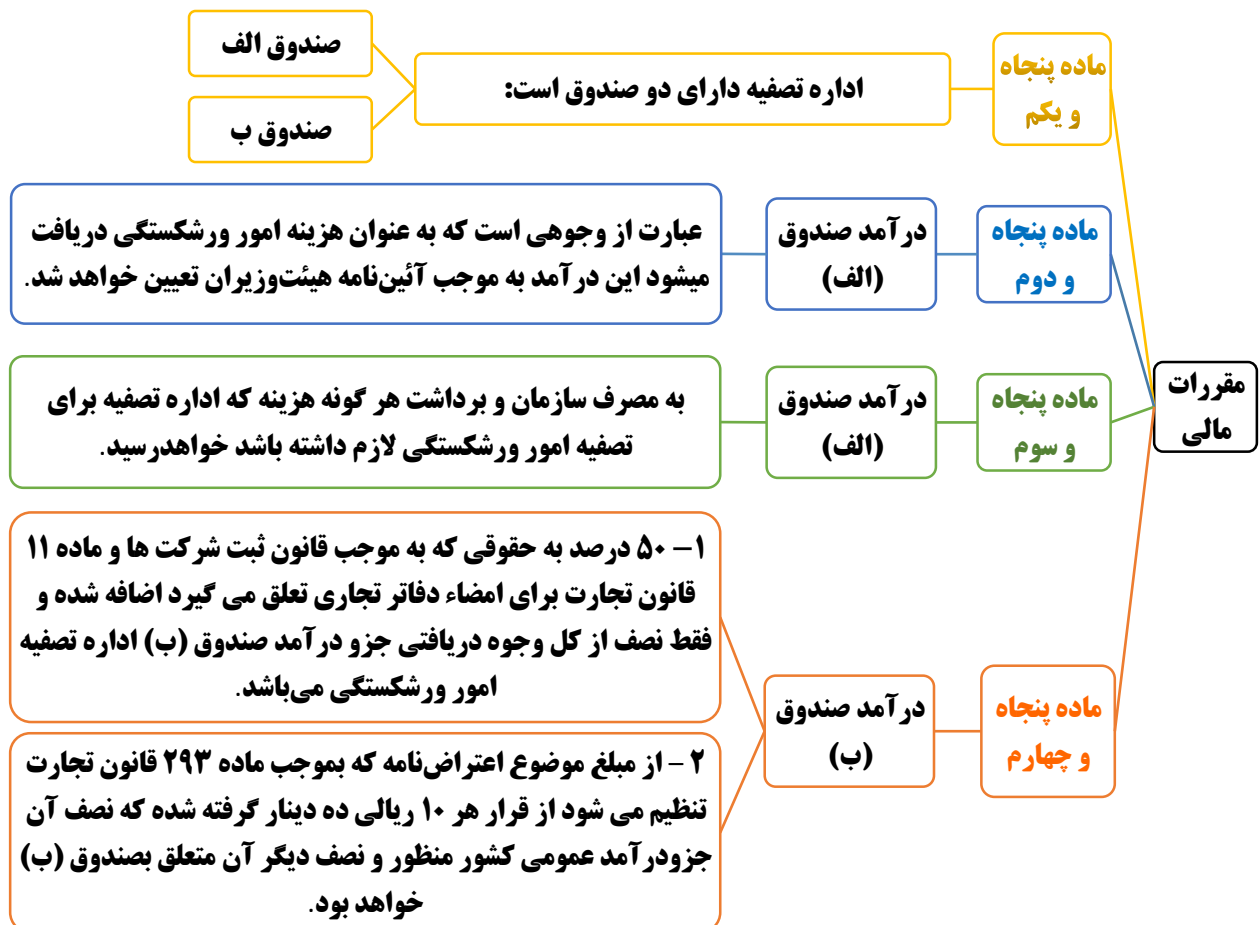 مقررات
مالی
ماده پنجاه
و یکم
اداره تصفیه دارای دو صندوق است:
صندوق الف
صندوق ب
ماده پنجاه
و دوم
درآمد صندوق
(الف)
عبارت از وجوهی است که به عنوان هزینه امور ورشکستگی دریافت
میشود این درآمد به موجب آئین‌نامه هیئت‌وزیران تعیین خواهد شد.
ماده پنجاه
و سوم
درآمد صندوق
(الف)
به مصرف سازمان و برداشت هر گونه هزینه که اداره تصفیه برای
تصفیه امور ورشکستگی لازم داشته باشد خواهدرسید.
ماده پنجاه
و چهارم
درآمد صندوق
(ب)
۱– ۵۰ درصد به حقوقی که به موجب قانون ثبت شرکت ها و ماده ۱۱
قانون تجارت برای امضاء دفاتر تجاری تعلق می گیرد اضافه شده و
فقط نصف از کل وجوه دریافتی جزو درآمد صندوق (ب) اداره تصفیه
امور ورشکستگی می‌باشد.
۲ – از مبلغ موضوع اعتراض‌نامه که بموجب ماده ۲۹۳ قانون تجارت
تنظیم می شود از قرار هر ۱۰ ریالی ده دینار گرفته شده که نصف آن
جزودرآمد عمومی کشور منظور و نصف دیگر آن متعلق بصندوق (ب)
خواهد بود.